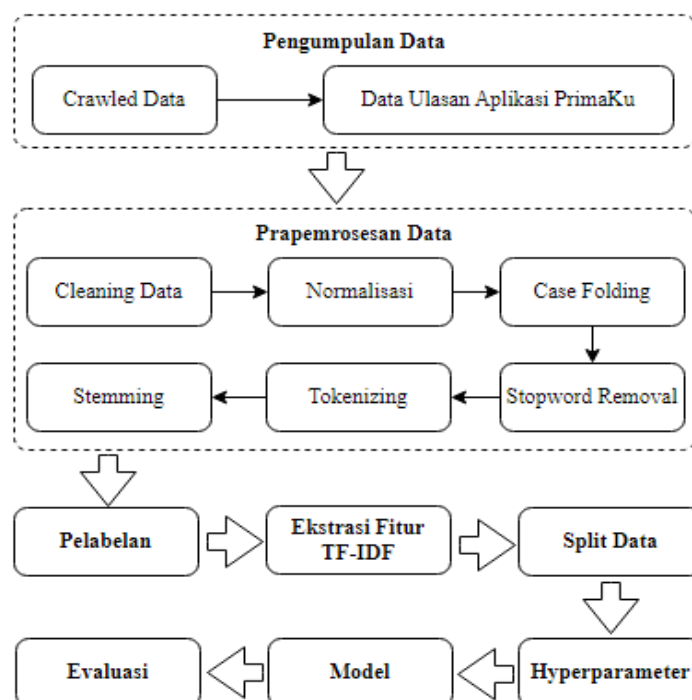 Pengumpulan Data
Crawled Data
Data Ulasan Aplikasi PrimaKu
Prapemrosesan Data
Cleaning Data
Normalisasi
Case Folding
Stopword Removal
Tokenizing
Stemming
Pelabelan
Ekstrasi Fitur
TF-IDF
Split Data
Hyperparameter
Model
Evaluasi